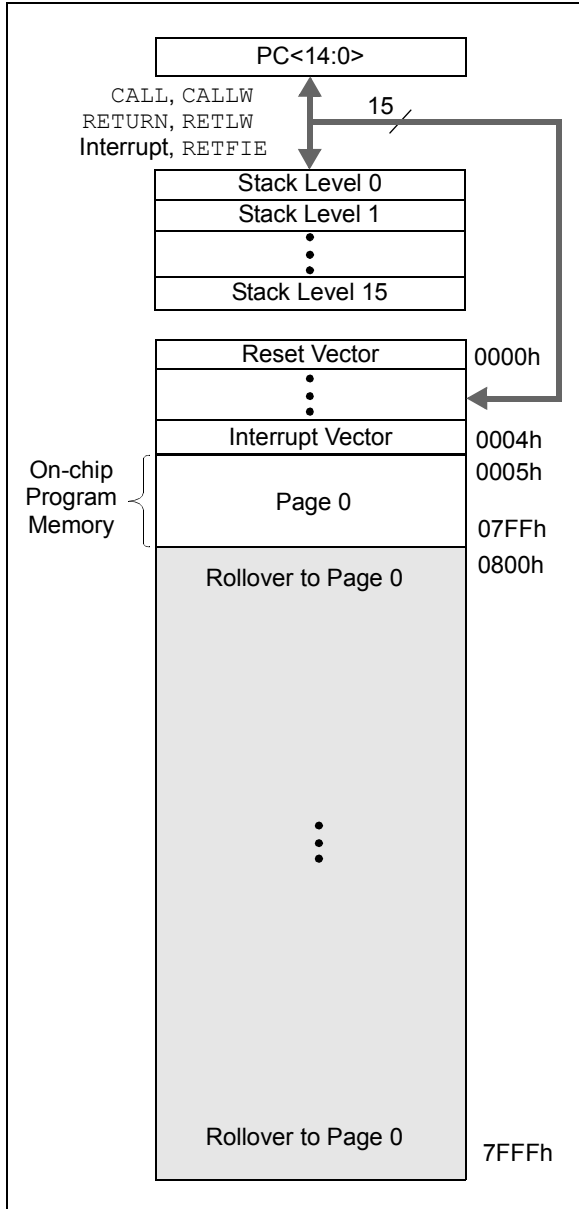 PC<14:0>
CALL, CALLW
RETURN, RETLW
Interrupt, RETFIE
15
Stack Level 0
Stack Level 1
Stack Level 15
Reset Vector
0000h
Interrupt Vector
0004h
On-chip
Program
Memory
0005h
Page 0
07FFh
Rollover to Page 0
0800h
Rollover to Page 0
7FFFh